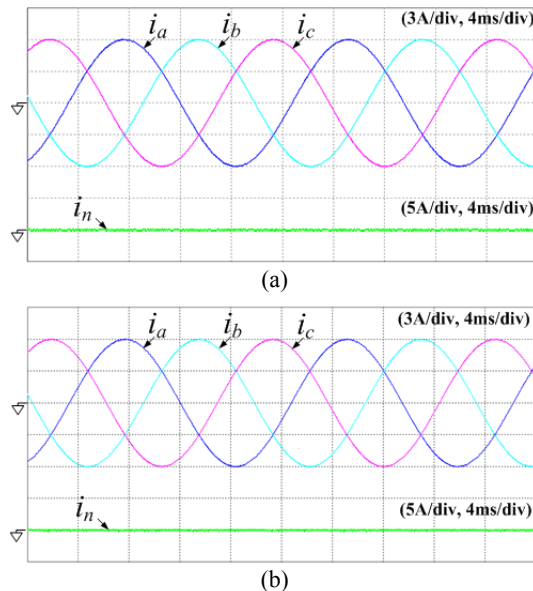 (3A/div, 4ms/div)
i_a i_b i_c
i_n
(5A/div, 4ms/div)
(a)
(3A/div, 4ms/div)
i_a i_b i_c
i_n
(5A/div, 4ms/div)
(b)